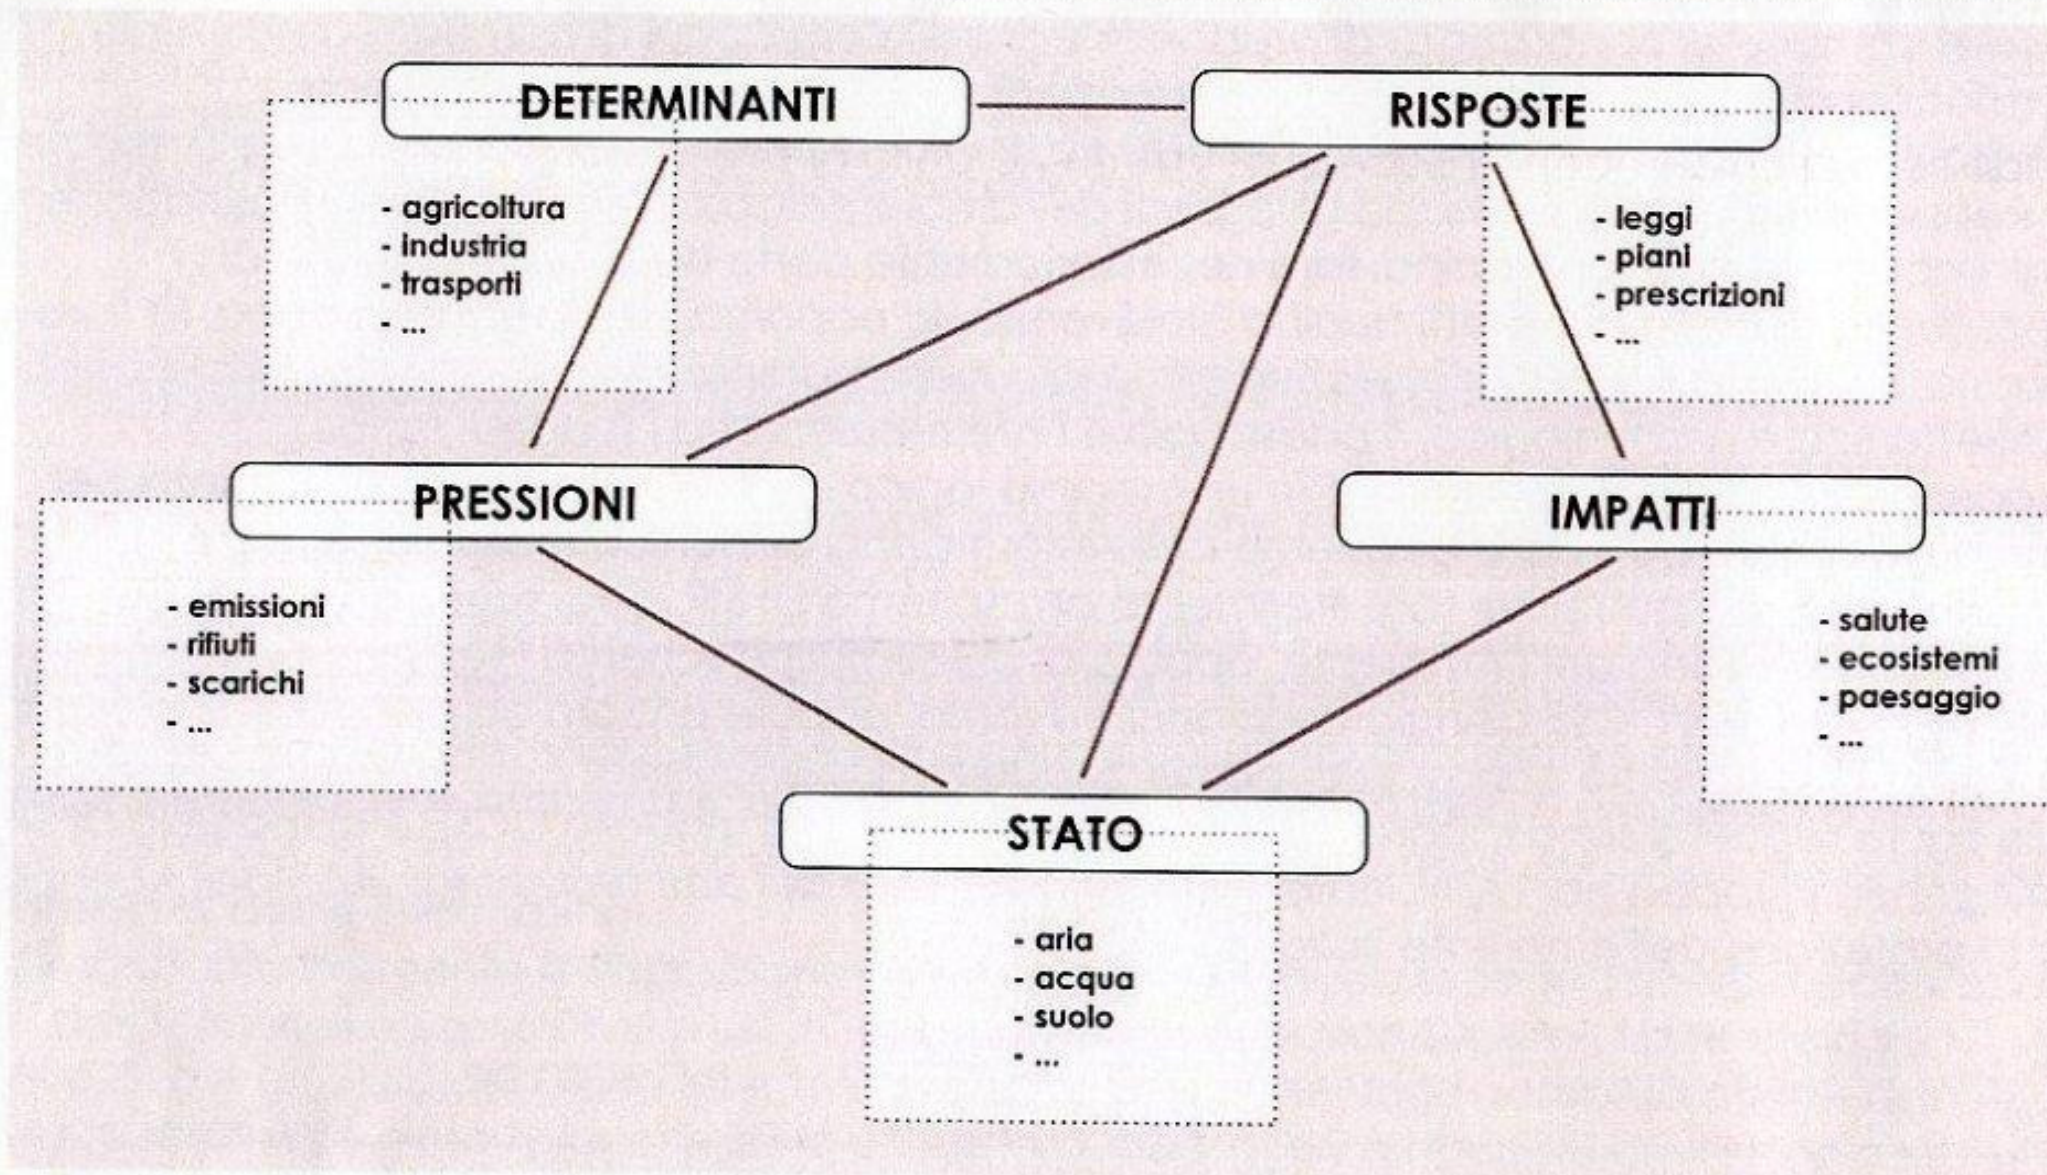 DETERMINANTI
- agricoltura
- industria
- trasporti
- ...
RISPOSTE
- leggi
- piani
- prescrizioni
- ...
PRESSIONI
- emissioni
- rifiuti
- scarichi
- ...
IMPATTI
- salute
- ecosistemi
- paesaggio
- ...
STATO
- aria
- acqua
- suolo
- ...